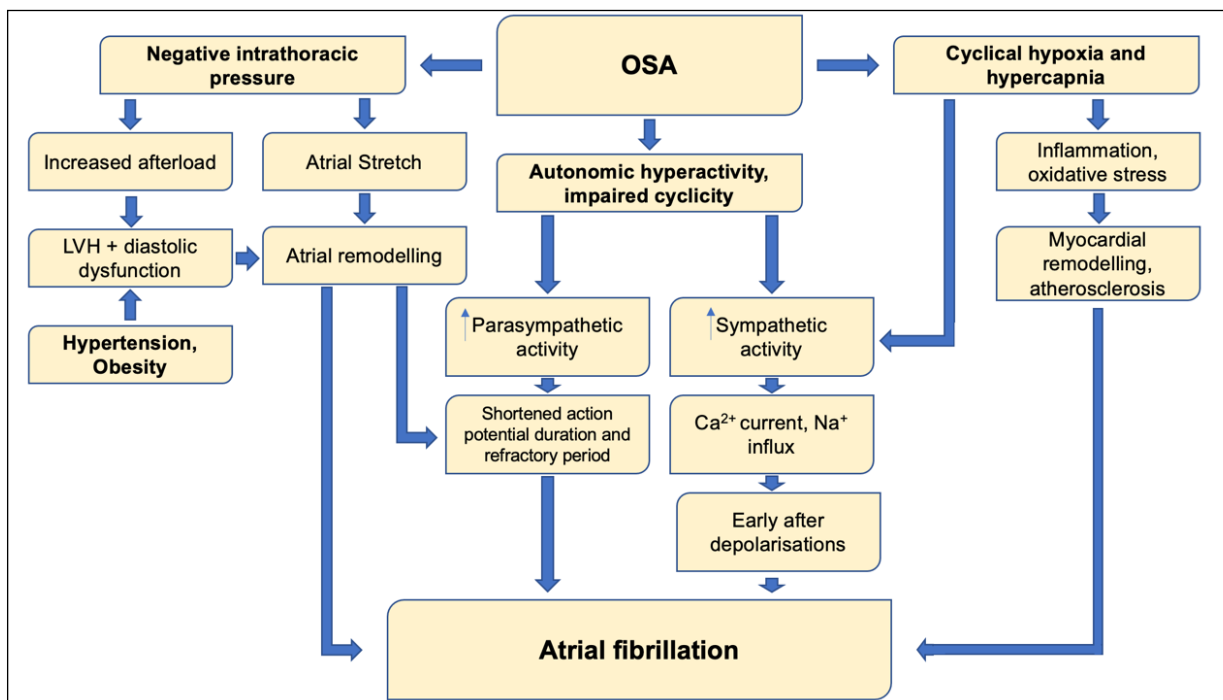 OSA
Negative intrathoracic
pressure
Cyclical hypoxia and
hypercapnia
Increased afterload
Atrial Stretch
Autonomic hyperactivity,
impaired cyclicity
Inflammation,
oxidative stress
LVH + diastolic
dysfunction
Atrial remodelling
Myocardial
remodelling,
atherosclerosis
Hypertension,
Obesity
Parasympathetic
activity
Sympathetic
activity
Shortened action
potential duration and
refractory period
Ca²⁺ current, Na⁺
influx
Early after
depolarisations
Atrial fibrillation